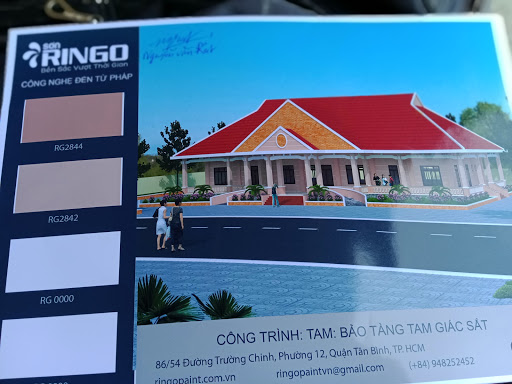 sơn
RINGO
Bền Sắc Vượt Thời Gian
CÔNG NGHỆ ĐẾN TỪ PHÁP
RG2844
RG2842
RG 0000
CÔNG TRÌNH: TAM: BẢO TÀNG TAM GIÁC SẮT
86/54 Đường Trường Chinh, Phường 12, Quận Tân Bình, TP. HCM
ringopaint.com.vn
ringopaintvn@gmail.com
(+84) 948252452